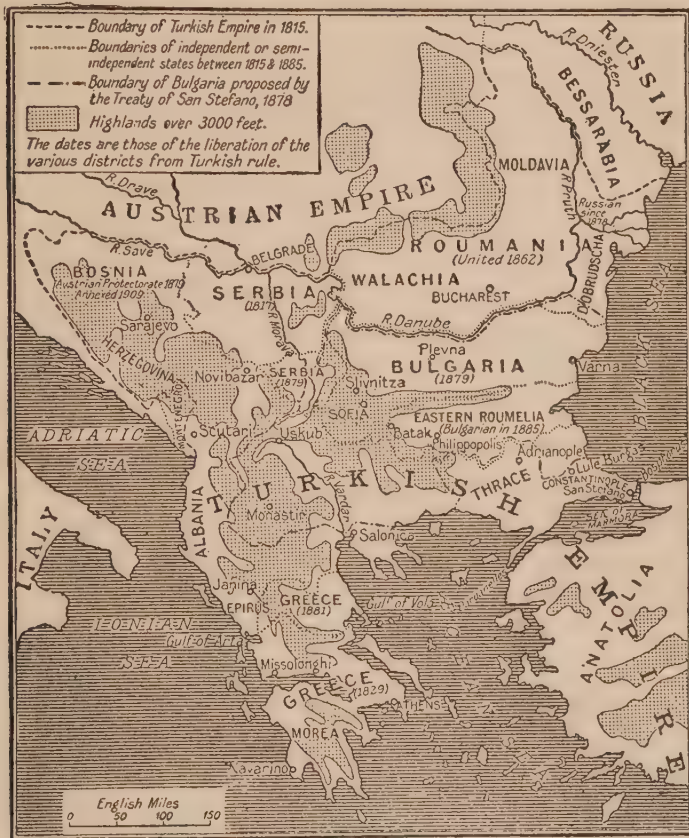 Boundary of Turkish Empire in 1815.
Boundaries of independent or semi-
independent states between 1815 & 1885.
Boundary of Bulgaria proposed by
the Treaty of San Stefano, 1878
Highlands over 3000 feet.
The dates are those of the liberation of the
various districts from Turkish rule.
RUSSIA
R. Dniester
BESSARABIA
MOLDAVIA
R. Pruth
Russian
since
1878
R. Drave
AUSTRIAN EMPIRE
R. Save
BELGRADE
ROUMANIA
(United 1862)
WALACHIA
BUCHAREST
DOBRUDSCHA
BOSNIA
Austrian Protectorate 1879
Annexed 1909
Sarajevo
HERZEGOVINA
SERBIA
(1817)
R. Morava
R. Danube
Plevna
BULGARIA
(1879)
Varna
BLACK SEA
Novibazar
SERBIA
(1879)
Slivnitza
SOFIA
MONTENEGRO
Scutari
Uskub
Batak
EASTERN ROUMELIA
(Bulgarian in 1885)
Philippopolis
Adrianople
Lule Burgas
Bosphorus
CONSTANTINOPLE
San Stefano
SEA OF
MARMORA
ADRIATIC
SEA
ITALY
ALBANIA
TURKISH EMPIRE
THRACE
R. Vardar
Monastir
Salonica
ANATOLIA
Janina
EPIRUS
GREECE
(1881)
Gulf of Volo
IONIAN
SEA
Gulf of Arta
Missolonghi
GREECE
(1829)
ATHENS
MOREA
Navarino
English Miles
0 50 100 150